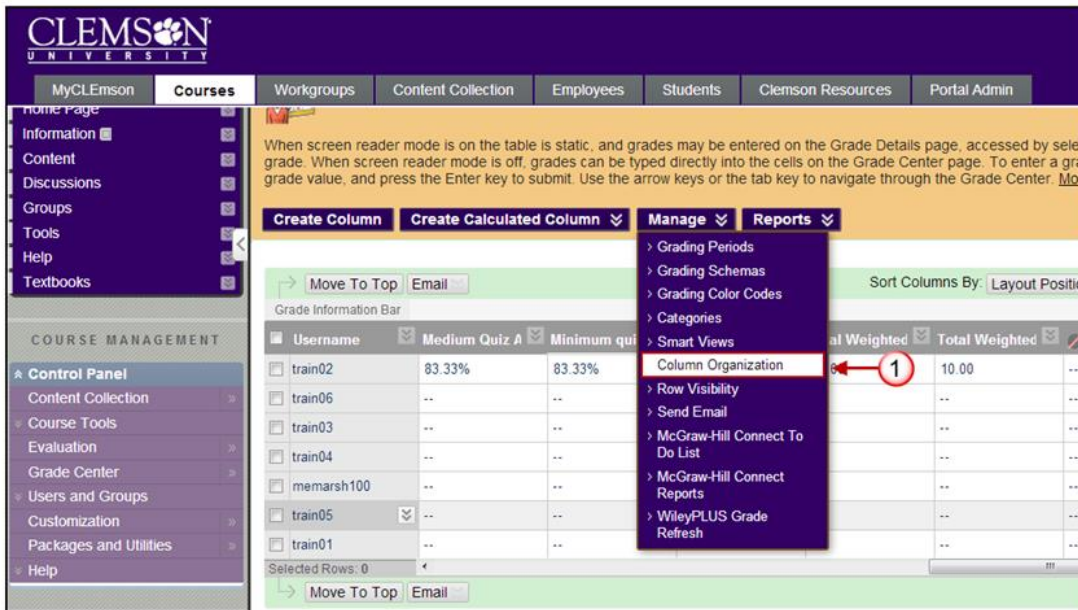 CLEMSON
UNIVERSITY
MyCLEmson Courses Workgroups Content Collection Employees Students Clemson Resources Portal Admin
Home Page
Information
Content
Discussions
Groups
Tools
Help
Textbooks
COURSE MANAGEMENT
Control Panel
Content Collection
Course Tools
Evaluation
Grade Center
Users and Groups
Customization
Packages and Utilities
Help
When screen reader mode is on the table is static, and grades may be entered on the Grade Details page, accessed by sele
grade. When screen reader mode is off, grades can be typed directly into the cells on the Grade Center page. To enter a gra
grade value, and press the Enter key to submit. Use the arrow keys or the tab key to navigate through the Grade Center. Mo
Create Column Create Calculated Column Manage Reports
> Grading Periods
> Grading Schemas
> Grading Color Codes
> Categories
> Smart Views
Column Organization
> Row Visibility
> Send Email
> McGraw-Hill Connect To
Do List
> McGraw-Hill Connect
Reports
> WileyPLUS Grade
Refresh
1
Move To Top Email Sort Columns By: Layout Positio
Grade Information Bar
Username Medium Quiz A Minimum qui al Weighted Total Weighted
train02 83.33% 83.33% 10.00 --
train06 -- -- -- --
train03 -- -- -- --
train04 -- -- -- --
memarsh100 -- -- -- --
train05 -- -- -- --
train01 -- -- -- --
Selected Rows: 0
Move To Top Email